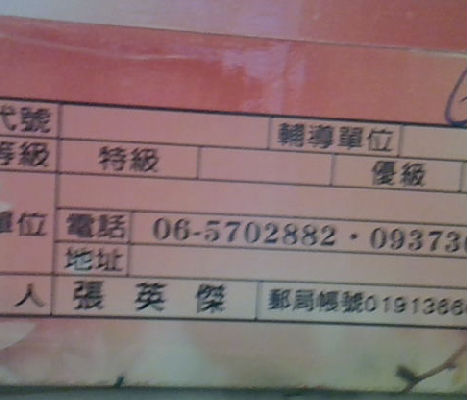 代號 輔導單位
等級 特級 優級
單位 電話 06-5702882·093736
地址
人 張英傑 郵局帳號0191366